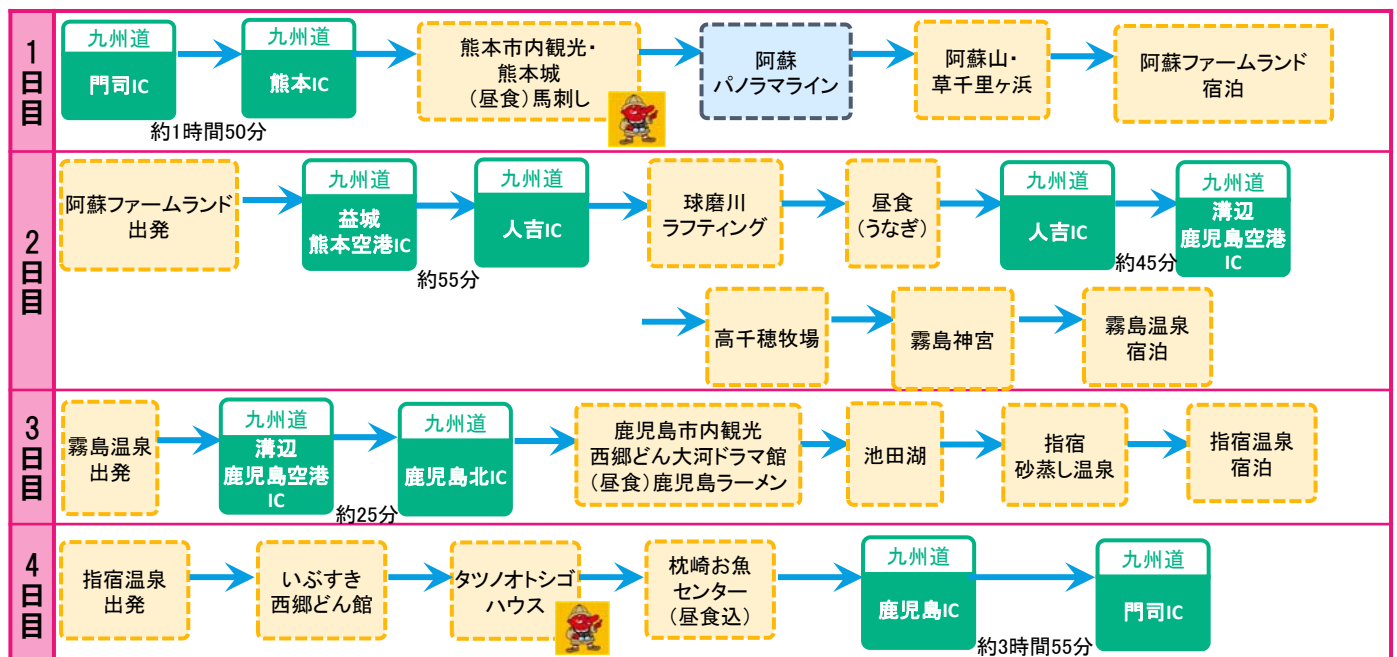 1
日
目
九州道
門司IC
約1時間50分
九州道
熊本IC
熊本市内観光・
熊本城
(昼食)馬刺し
阿蘇
パノラマライン
阿蘇山・
草千里ヶ浜
阿蘇ファームランド
宿泊
2
日
目
阿蘇ファームランド
出発
九州道
益城
熊本空港IC
約55分
九州道
人吉IC
球磨川
ラフティング
昼食
(うなぎ)
九州道
人吉IC
約45分
九州道
溝辺
鹿児島空港
IC
高千穂牧場
霧島神宮
霧島温泉
宿泊
3
日
目
霧島温泉
出発
九州道
溝辺
鹿児島空港
IC
約25分
九州道
鹿児島北IC
鹿児島市内観光
西郷どん大河ドラマ館
(昼食)鹿児島ラーメン
池田湖
指宿
砂蒸し温泉
指宿温泉
宿泊
4
日
目
指宿温泉
出発
いぶすき
西郷どん館
タツノオトシゴ
ハウス
枕崎お魚
センター
(昼食込)
九州道
鹿児島IC
約3時間55分
九州道
門司IC